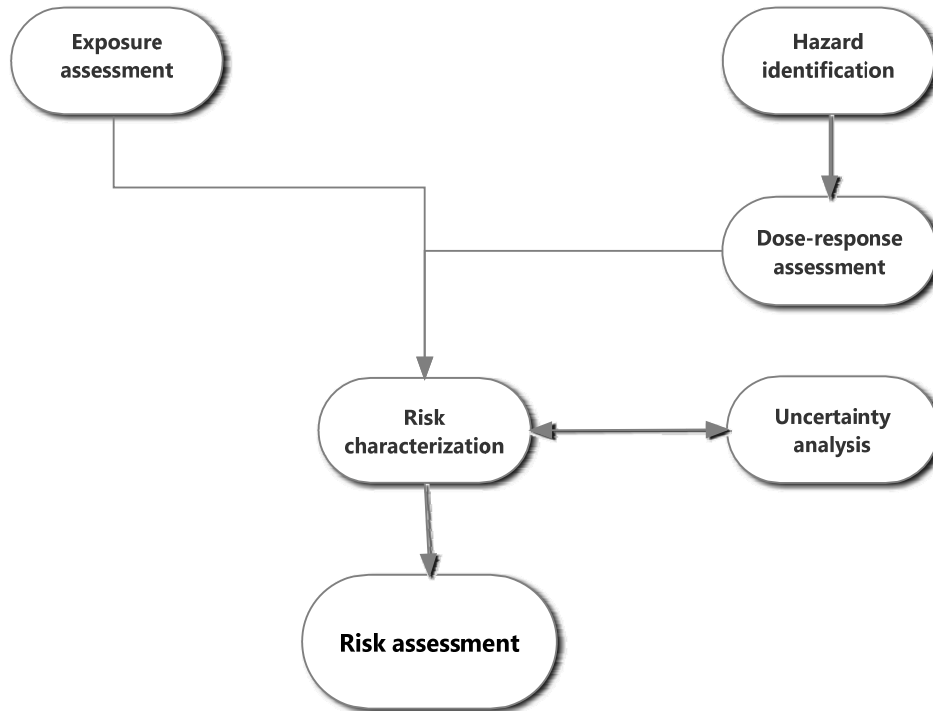 Exposure
assessment
Hazard
identification
Dose-response
assessment
Risk
characterization
Uncertainty
analysis
Risk assessment